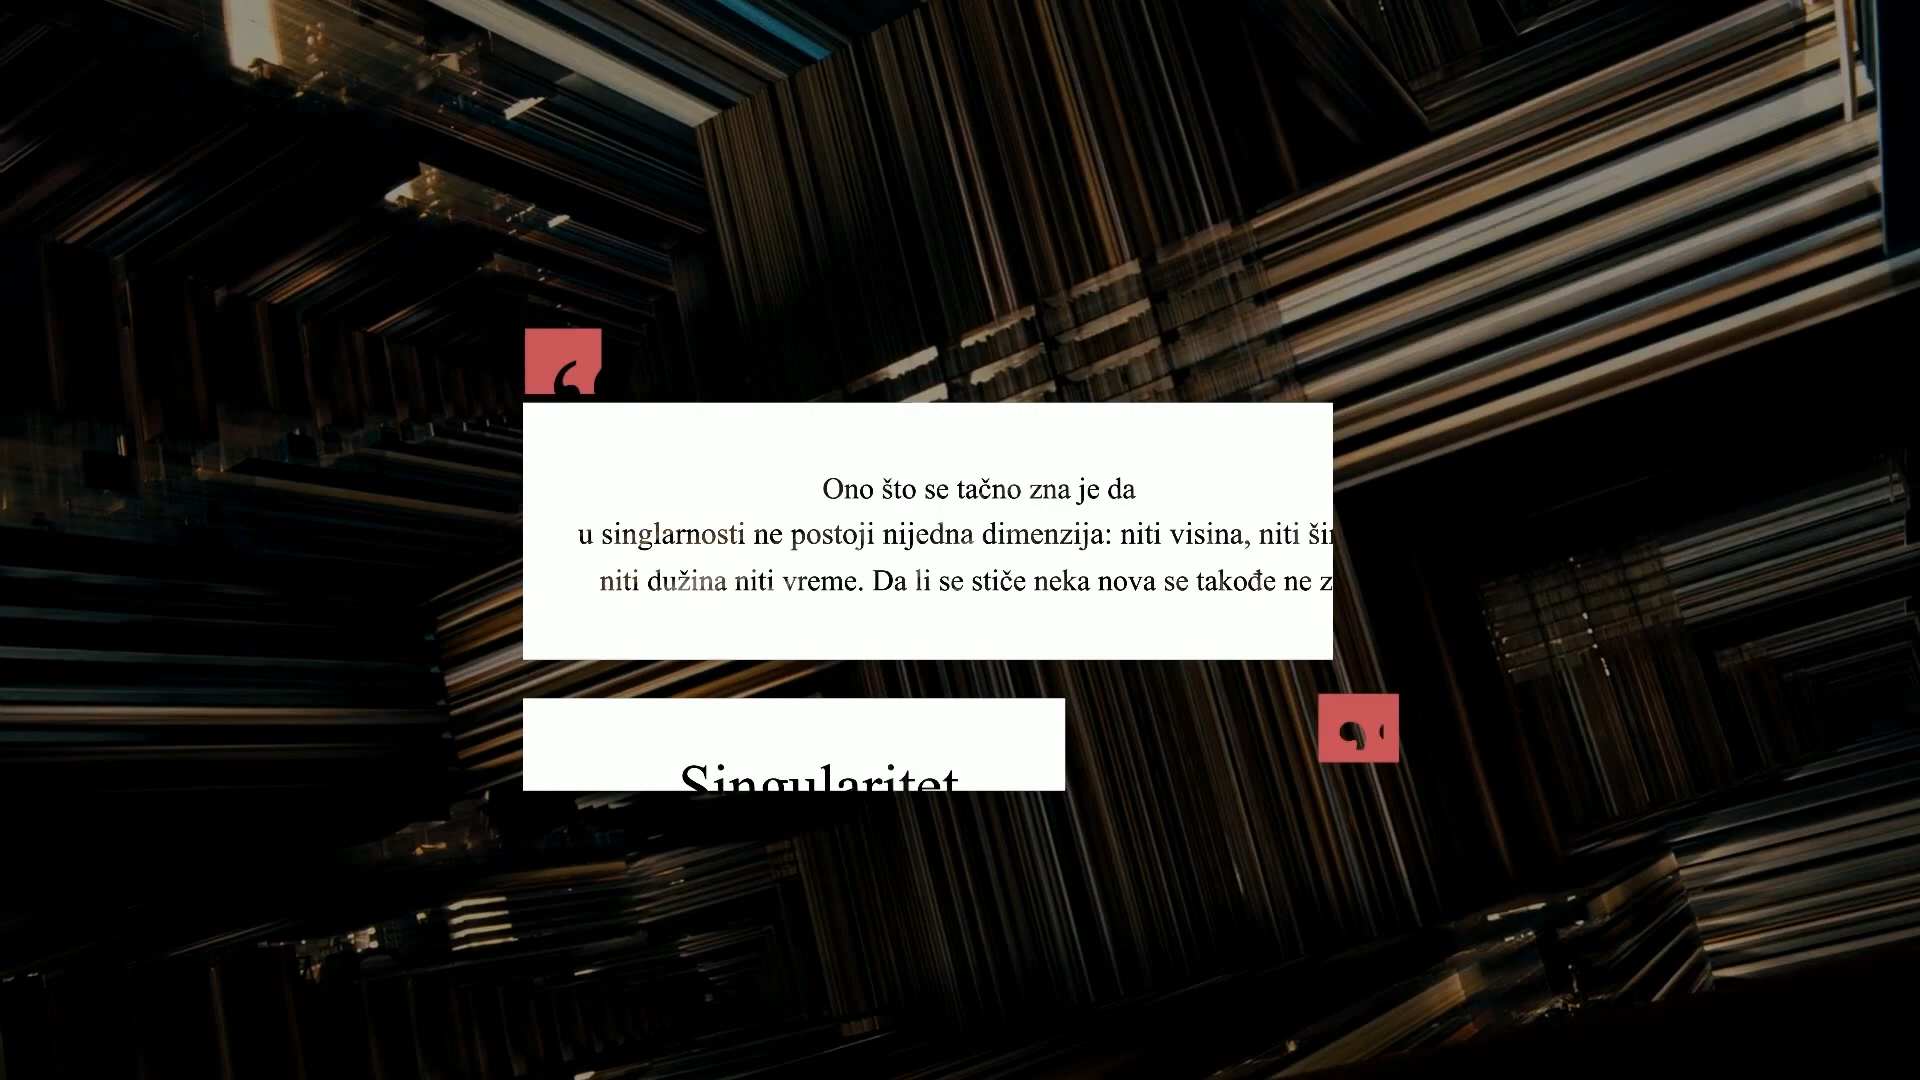 Ono što se tačno zna je da
u singlarnosti ne postoji nijedna dimenzija: niti visina, niti
niti dužina niti vreme. Da li se stiče neka nova se takođe ne
Singularitet